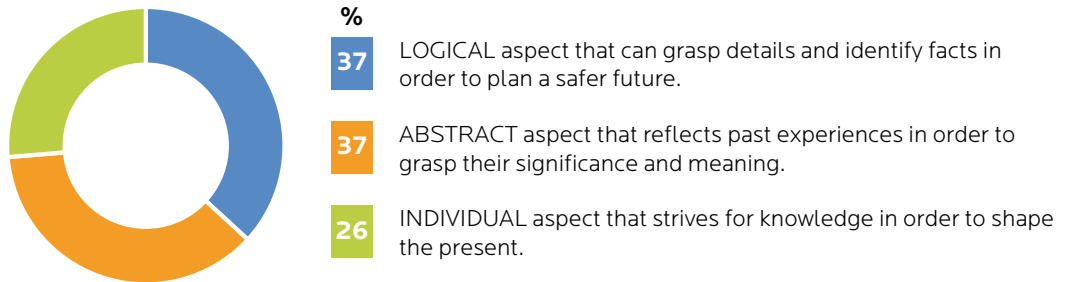 %
37
LOGICAL aspect that can grasp details and identify facts in
order to plan a safer future.
37
ABSTRACT aspect that reflects past experiences in order to
grasp their significance and meaning.
26
INDIVIDUAL aspect that strives for knowledge in order to shape
the present.